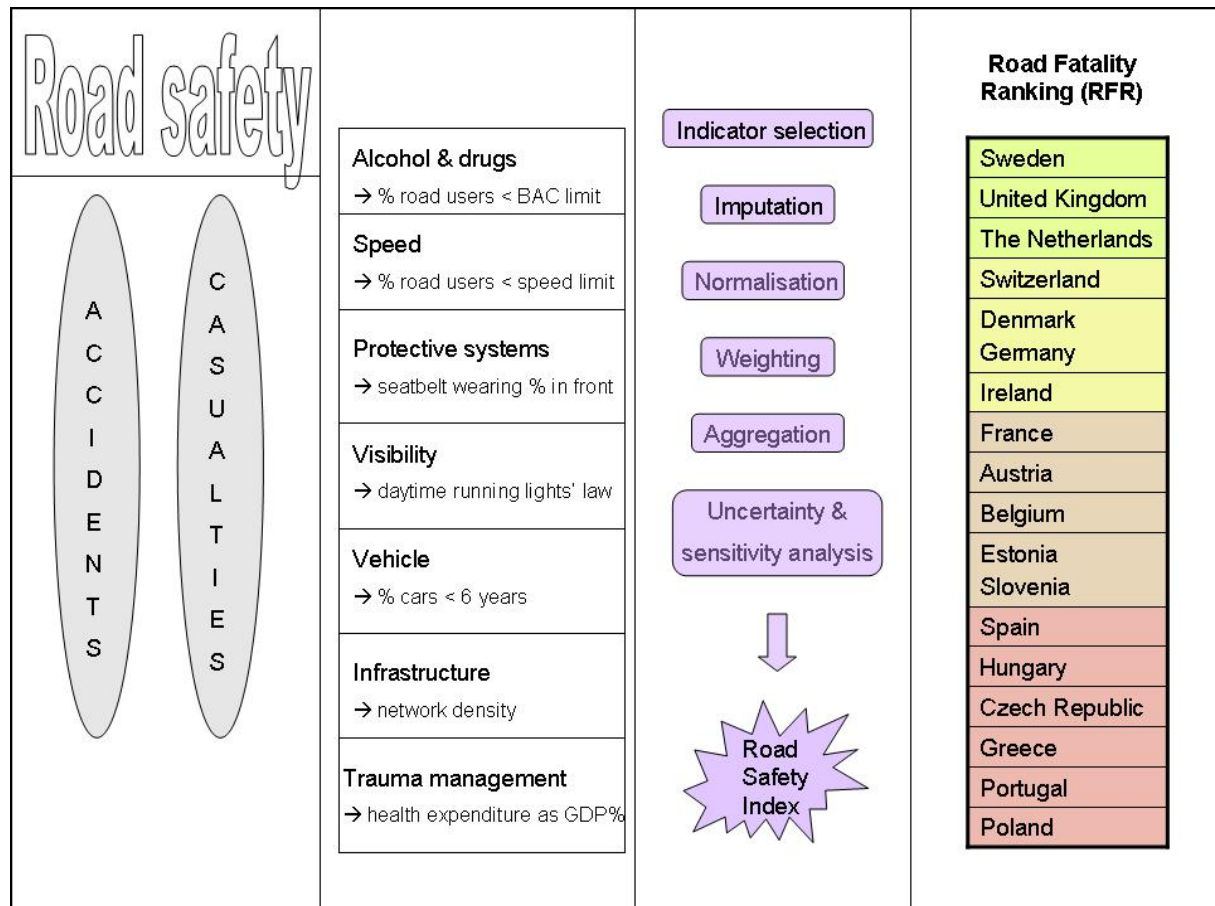 Road safety
ACCIDENTS
CASUALTIES
Alcohol & drugs
→ % road users < BAC limit
Speed
→ % road users < speed limit
Protective systems
→ seatbelt wearing % in front
Visibility
→ daytime running lights' law
Vehicle
→ % cars < 6 years
Infrastructure
→ network density
Trauma management
→ health expenditure as GDP%
Indicator selection
Imputation
Normalisation
Weighting
Aggregation
Uncertainty &
sensitivity analysis
Road
Safety
Index
Road Fatality
Ranking (RFR)
Sweden
United Kingdom
The Netherlands
Switzerland
Denmark
Germany
Ireland
France
Austria
Belgium
Estonia
Slovenia
Spain
Hungary
Czech Republic
Greece
Portugal
Poland